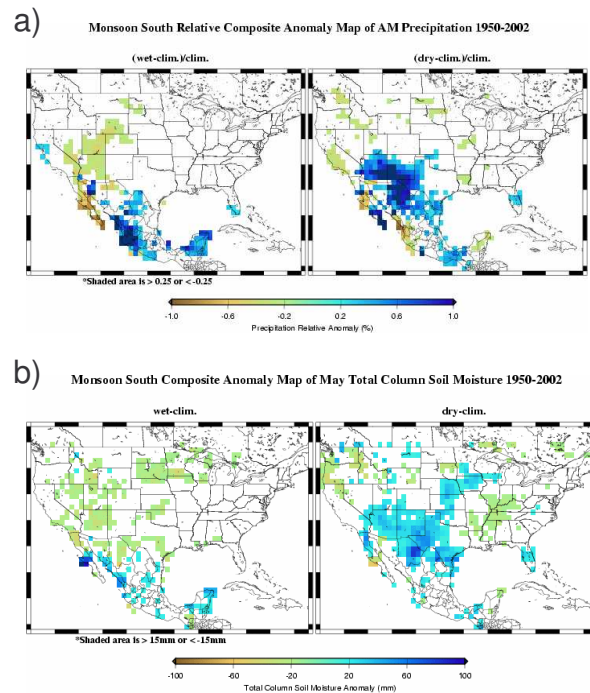 a)
Monsoon South Relative Composite Anomaly Map of AM Precipitation 1950-2002
(wet-clim.)/clim. (dry-clim.)/clim.
*Shaded area is > 0.25 or < -0.25
-1.0 -0.6 -0.2 0.2 0.6 1.0
Precipitation Relative Anomaly (%)
b)
Monsoon South Composite Anomaly Map of May Total Column Soil Moisture 1950-2002
wet-clim. dry-clim.
*Shaded area is > 15mm or < -15mm
-100 -60 -20 20 60 100
Total Column Soil Moisture Anomaly (mm)